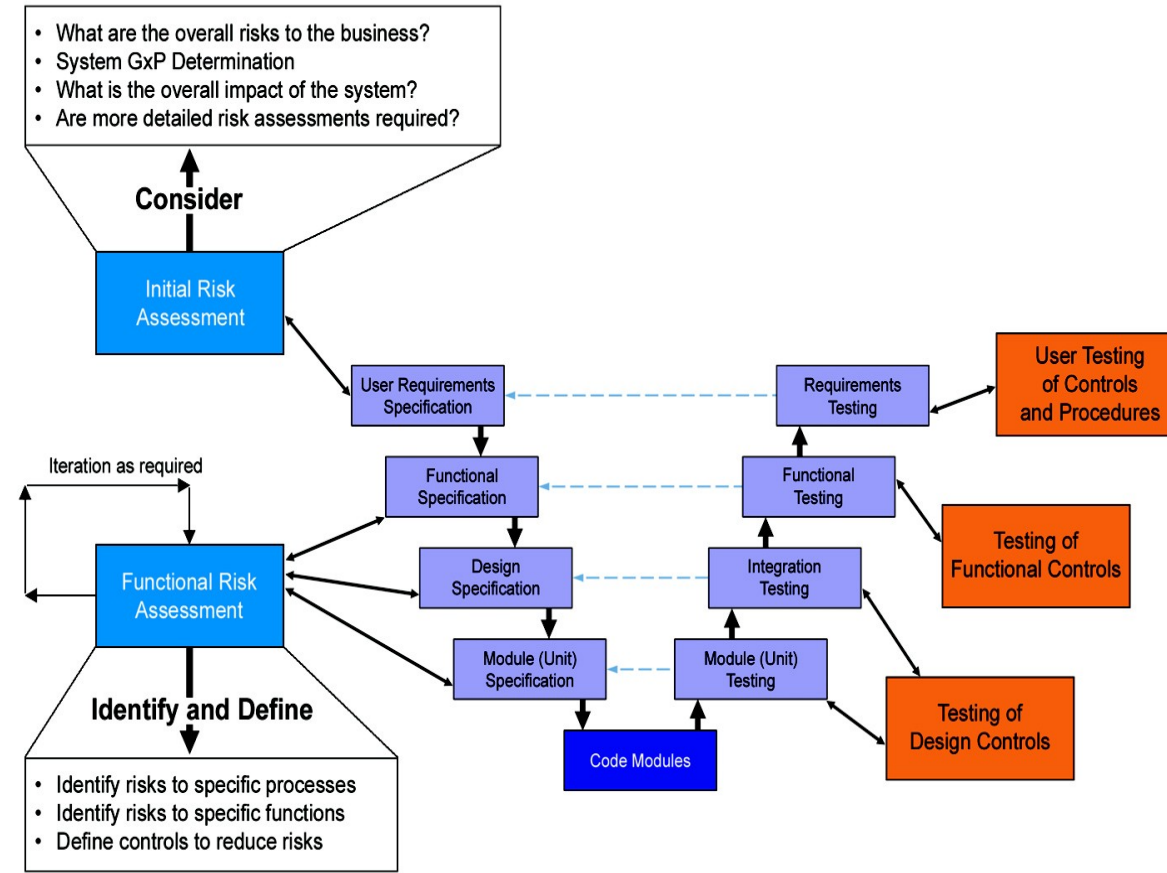 • What are the overall risks to the business?
• System GxP Determination
• What is the overall impact of the system?
• Are more detailed risk assessments required?
Consider
Initial Risk
Assessment
User Requirements
Specification
Requirements
Testing
User Testing
of Controls
and Procedures
Iteration as required
Functional
Specification
Functional
Testing
Testing of
Functional Controls
Functional Risk
Assessment
Design
Specification
Integration
Testing
Module (Unit)
Specification
Module (Unit)
Testing
Testing of
Design Controls
Identify and Define
Code Modules
• Identify risks to specific processes
• Identify risks to specific functions
• Define controls to reduce risks